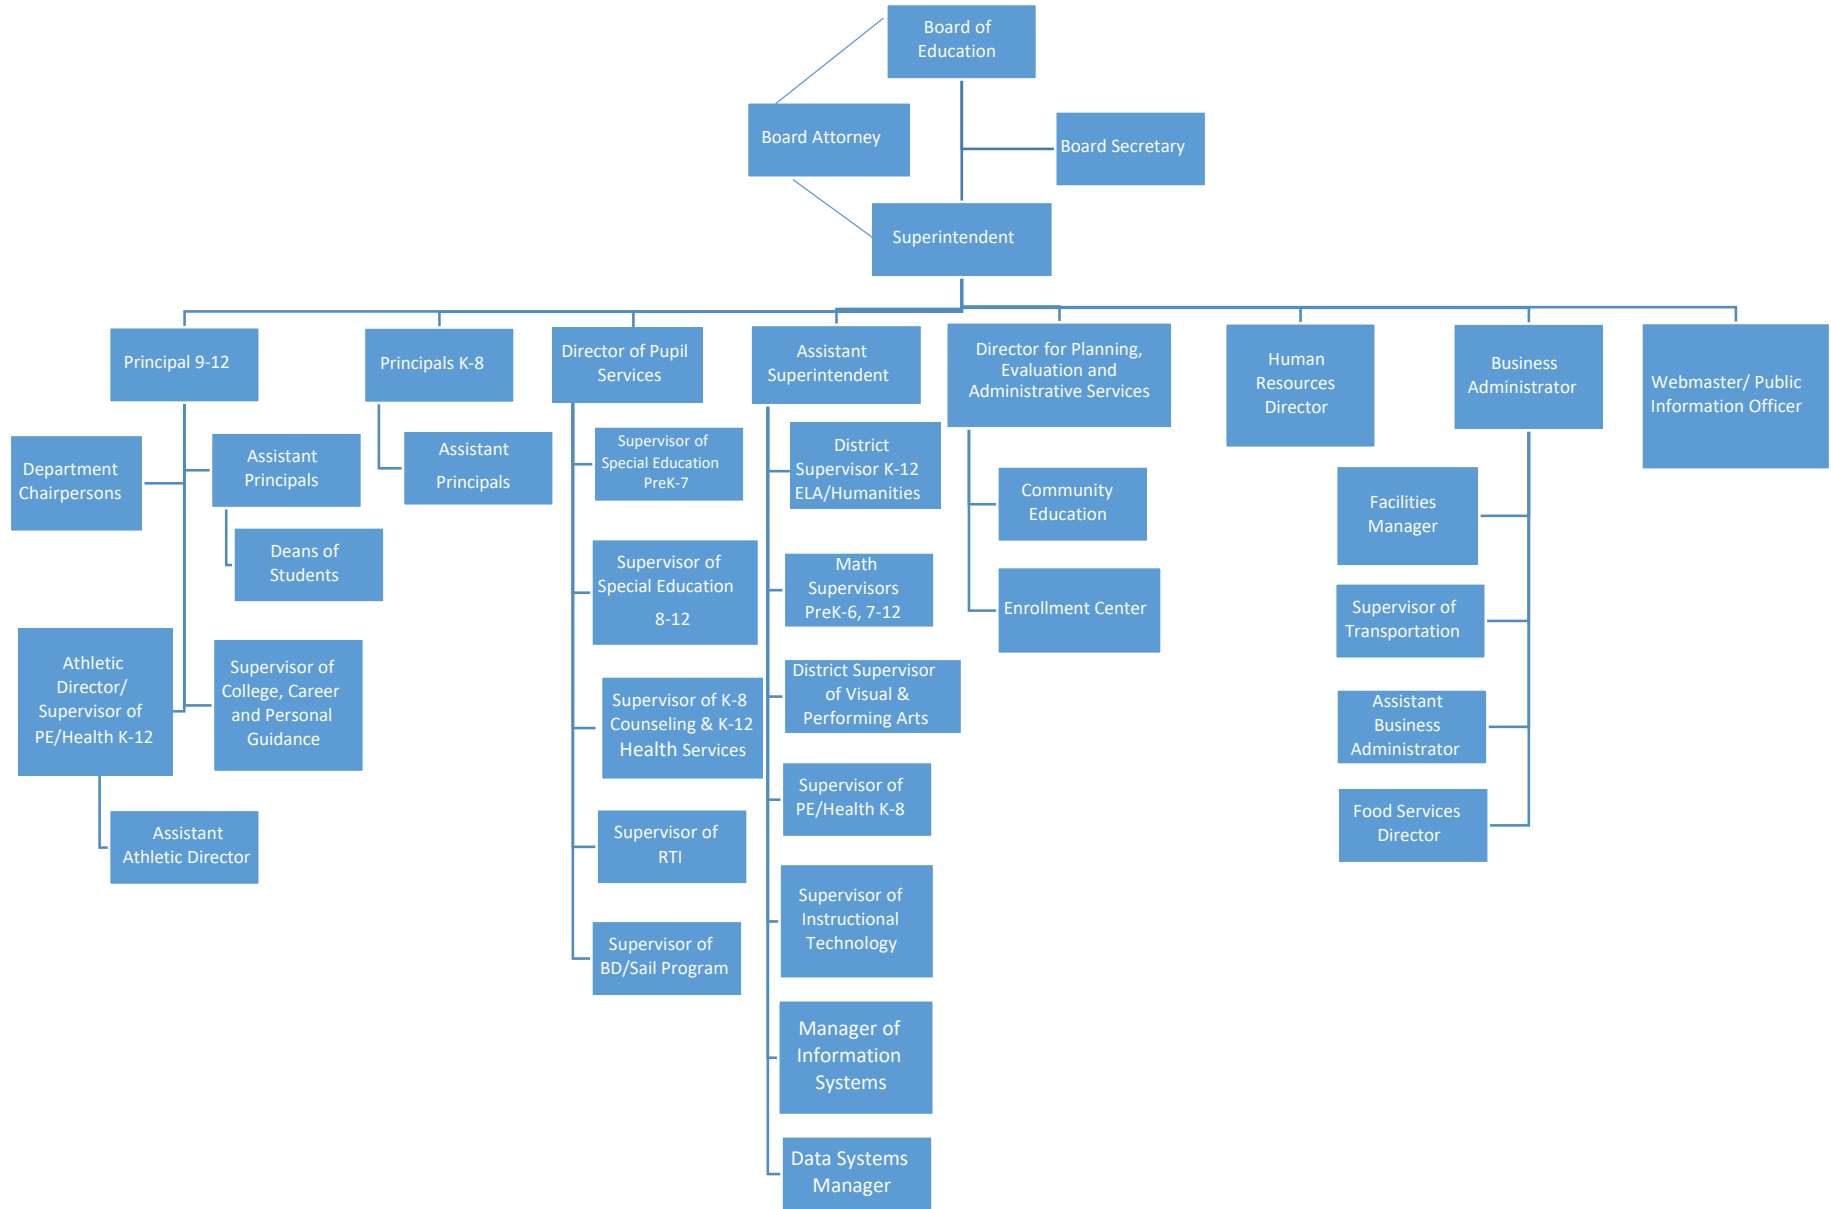 Board of
Education
Board Attorney
Board Secretary
Superintendent
Principal 9-12
Department
Chairpersons
Assistant
Principals
Deans of
Students
Athletic
Director/
Supervisor of
PE/Health K-12
Supervisor of
College, Career
and Personal
Guidance
Assistant
Athletic Director
Principals K-8
Assistant
Principals
Director of Pupil
Services
Supervisor of
Special Education
PreK-7
Supervisor of
Special Education
8-12
Supervisor of K-8
Counseling & K-12
Health Services
Supervisor of
RTI
Supervisor of
BD/Sail Program
Assistant
Superintendent
District
Supervisor K-12
ELA/Humanities
Math
Supervisors
PreK-6, 7-12
District Supervisor
of Visual &
Performing Arts
Supervisor of
PE/Health K-8
Supervisor of
Instructional
Technology
Manager of
Information
Systems
Data Systems
Manager
Director for Planning,
Evaluation and
Administrative Services
Community
Education
Enrollment Center
Human
Resources
Director
Business
Administrator
Facilities
Manager
Supervisor of
Transportation
Assistant
Business
Administrator
Food Services
Director
Webmaster/ Public
Information Officer